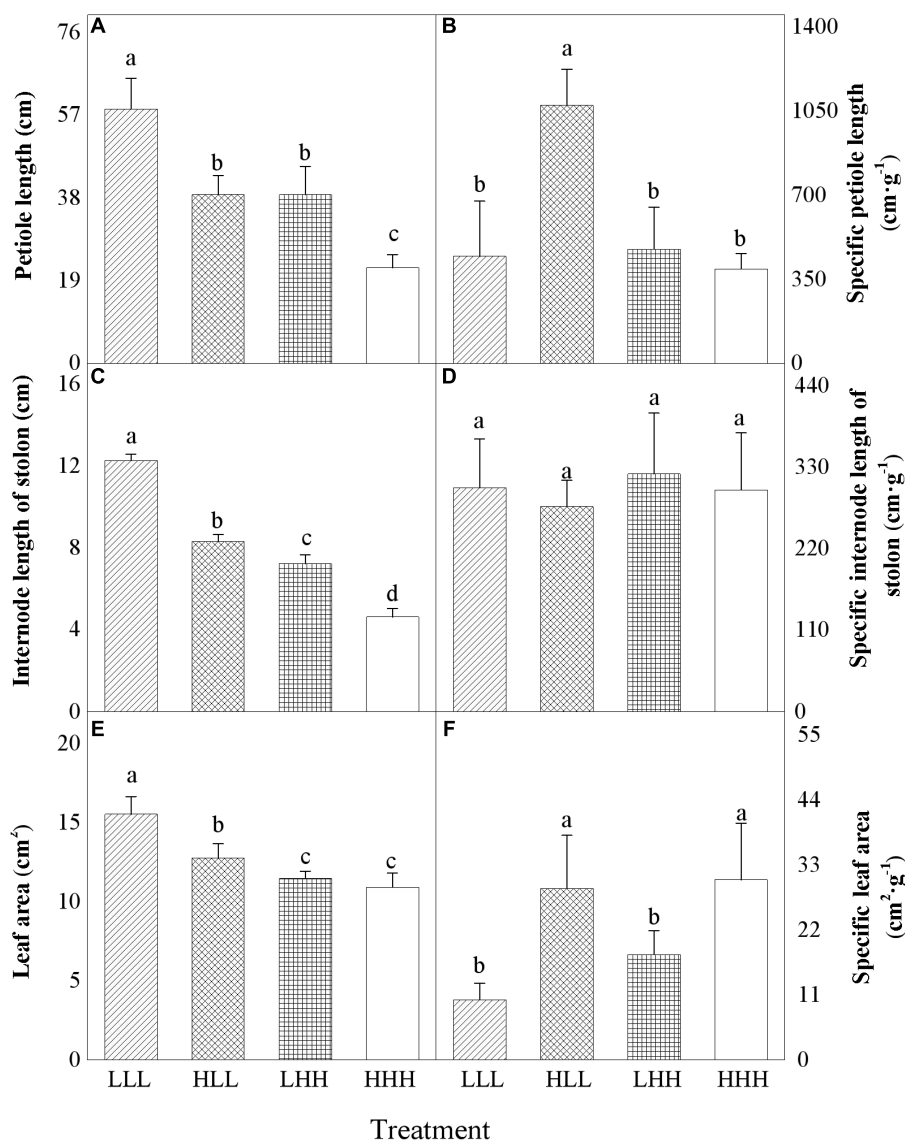 A
B
76
57
38
19
0
Petiole length (cm)
a
b
b
c
b
a
b
b
1400
1050
700
350
0
Specific petiole length
(cm·g⁻¹)
C
D
16
12
8
4
0
Internode length of stolon (cm)
a
b
c
d
a
a
a
a
440
330
220
110
0
Specific internode length of
stolon (cm·g⁻¹)
E
F
20
15
10
5
0
Leaf area (cm²)
a
b
c
c
b
a
b
a
55
44
33
22
11
0
Specific leaf area
(cm²·g⁻¹)
LLL HLL LHH HHH LLL HLL LHH HHH
Treatment